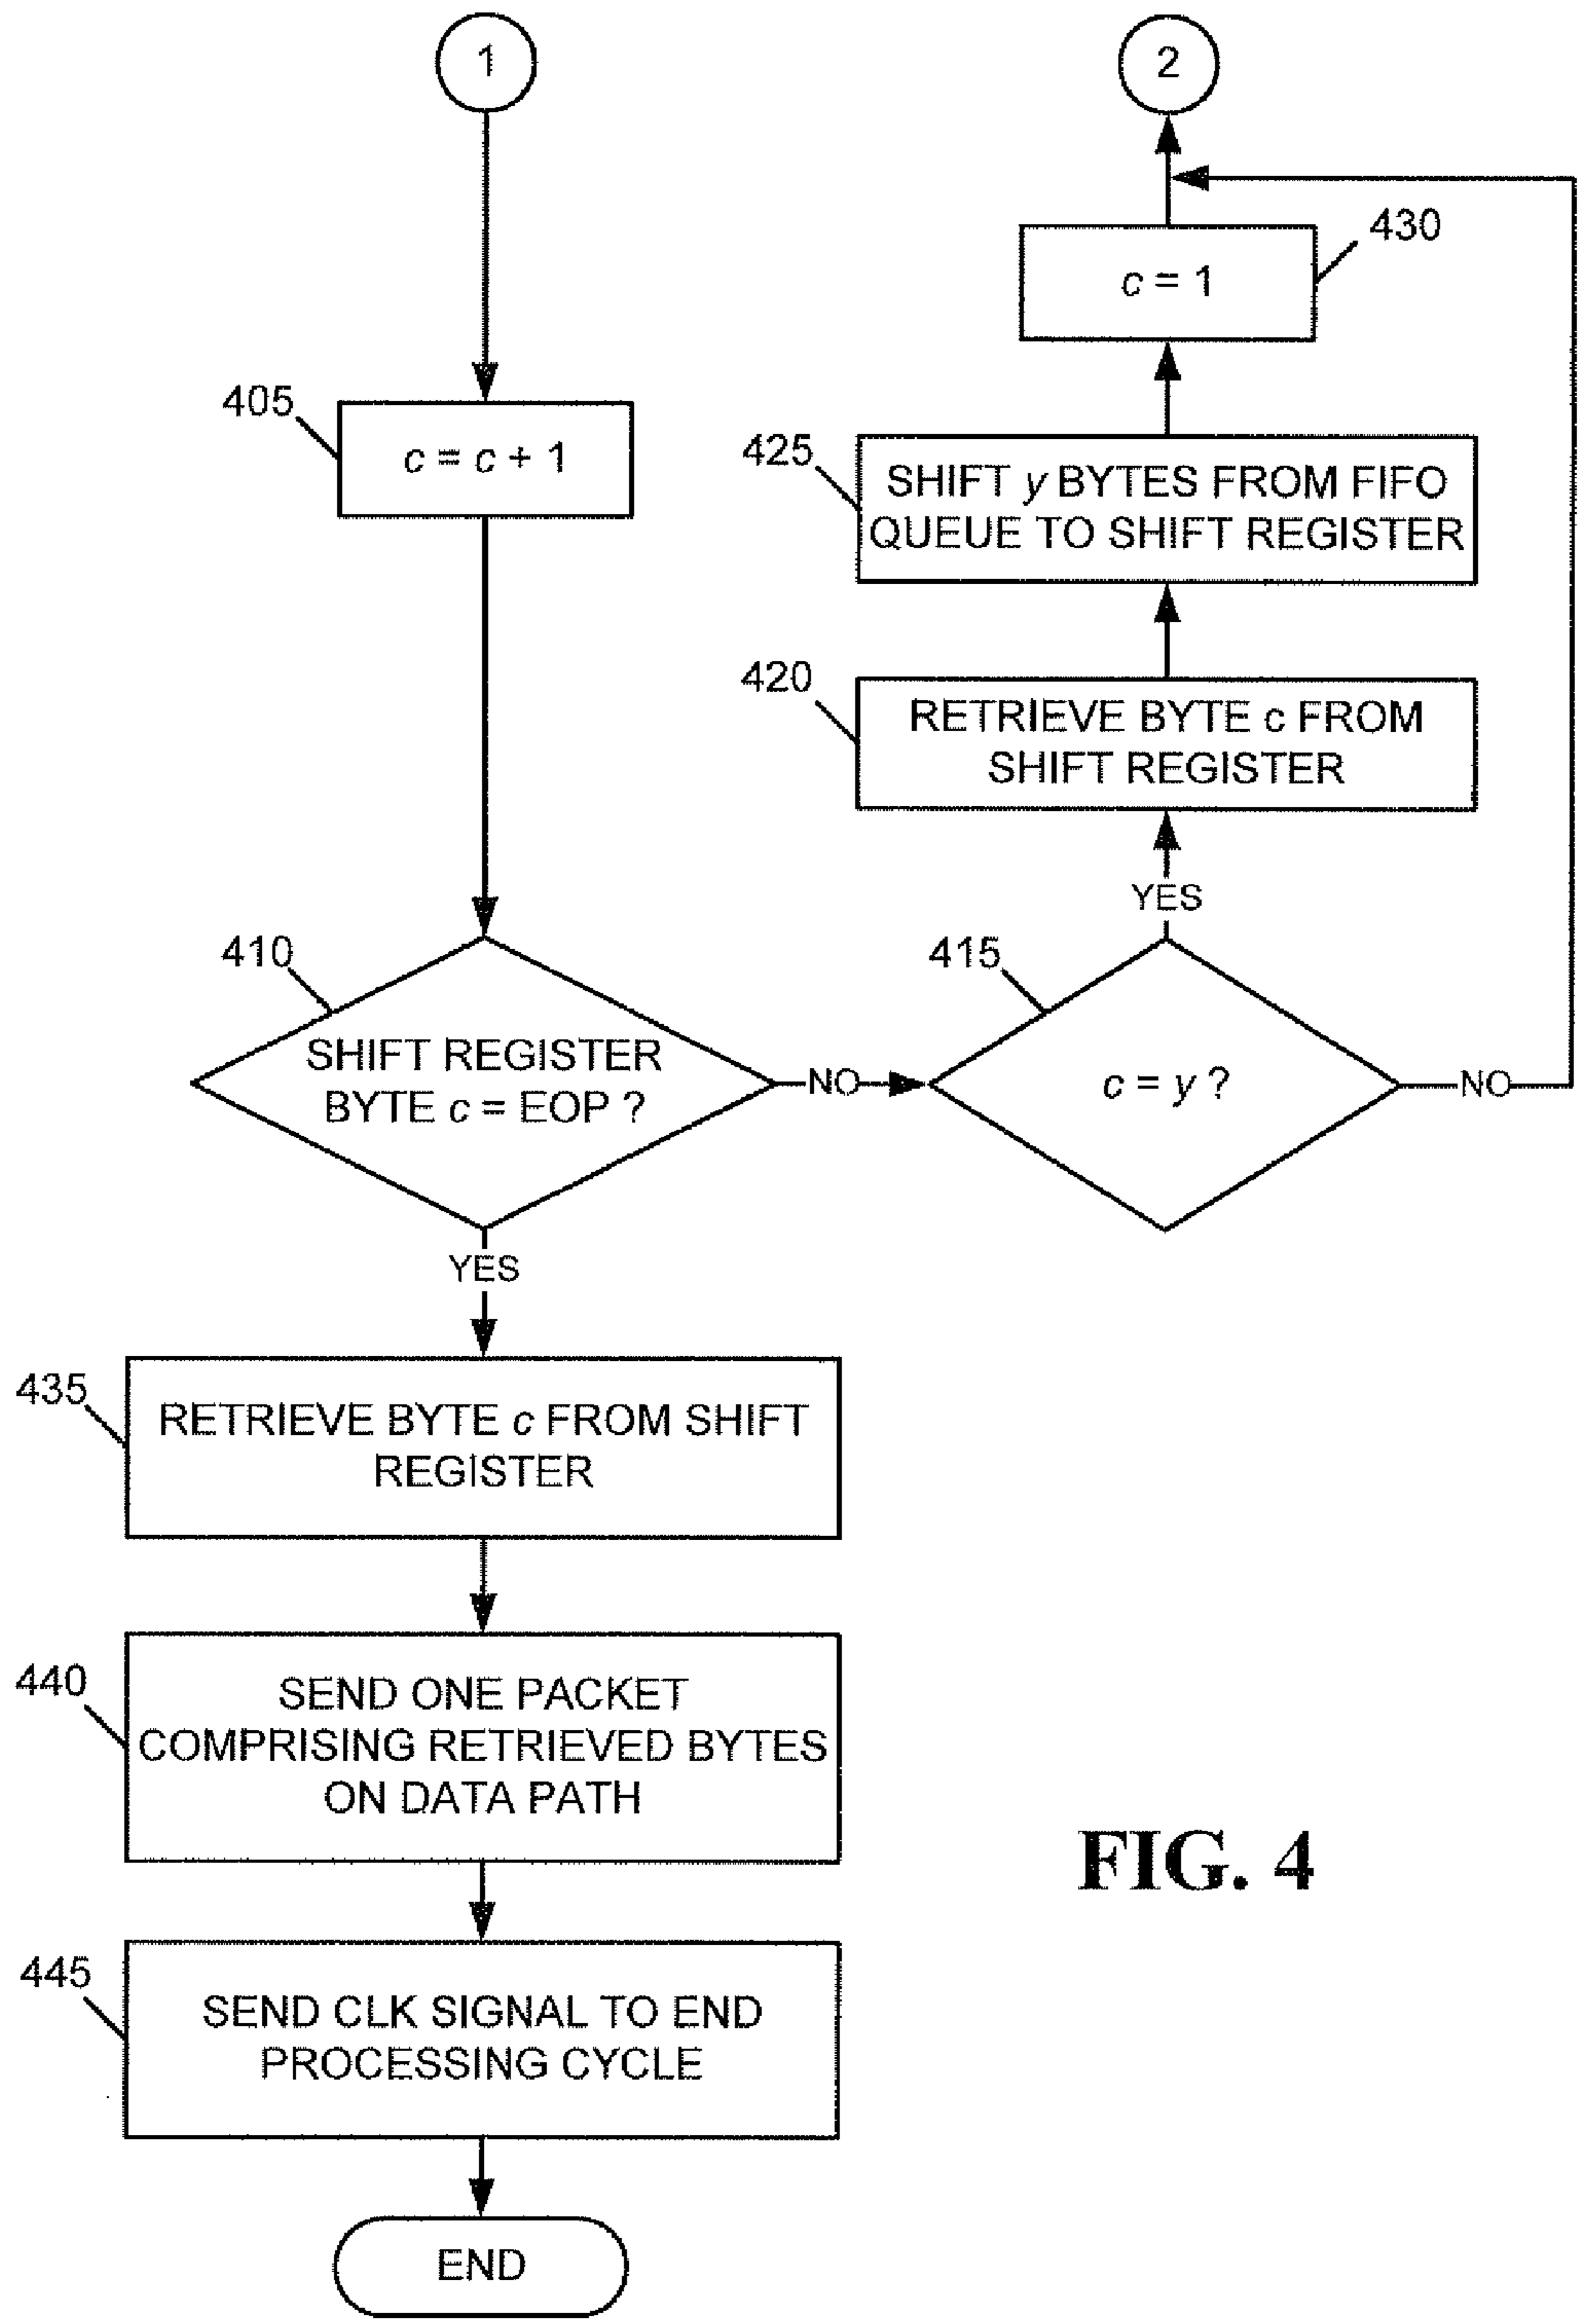 1
405
c = c + 1
410
SHIFT REGISTER
BYTE c = EOP ?
NO
YES
435
RETRIEVE BYTE c FROM SHIFT
REGISTER
440
SEND ONE PACKET
COMPRISING RETRIEVED BYTES
ON DATA PATH
445
SEND CLK SIGNAL TO END
PROCESSING CYCLE
END
2
430
c = 1
425
SHIFT y BYTES FROM FIFO
QUEUE TO SHIFT REGISTER
420
RETRIEVE BYTE c FROM
SHIFT REGISTER
YES
415
c = y ?
NO
FIG. 4